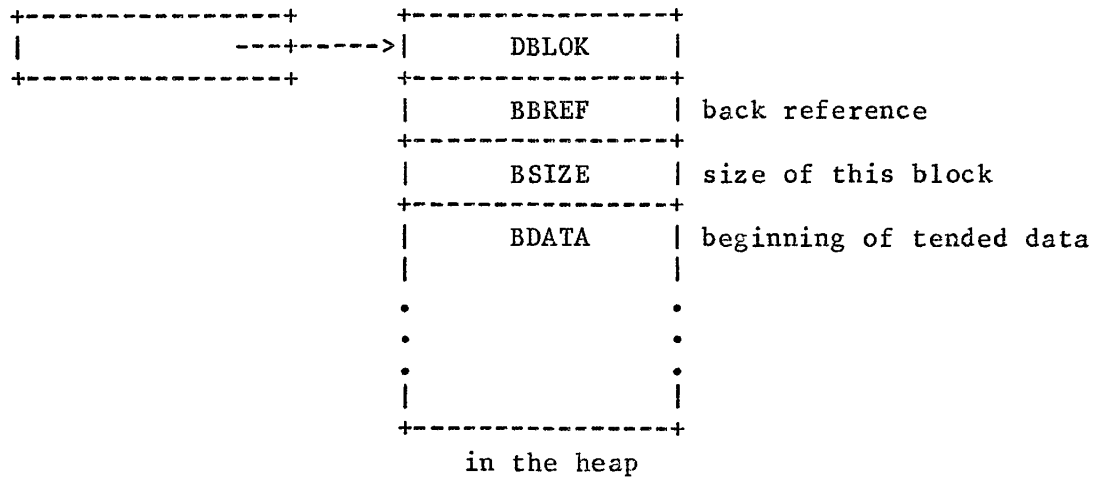 DBLOK
BBREF back reference
BSIZE size of this block
BDATA beginning of tended data
in the heap